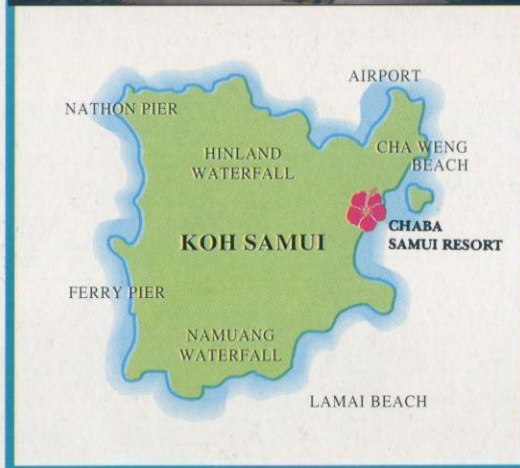 AIRPORT
NATHON PIER
HINLAND
WATERFALL
CHA WENG
BEACH
CHABA
SAMUI RESORT
KOH SAMUI
FERRY PIER
NAMUANG
WATERFALL
LAMAI BEACH